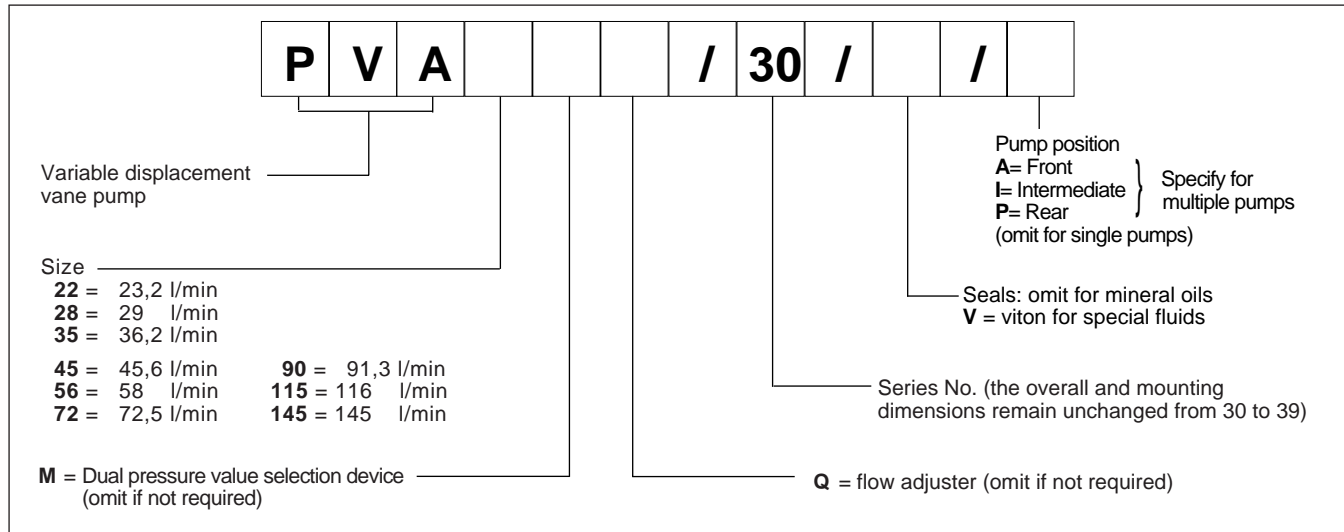 P V A / 30 / /
Pump position
A= Front
I= Intermediate
P= Rear
(omit for single pumps)
Specify for
multiple pumps
Variable displacement
vane pump
Size
22 = 23,2 l/min
28 = 29 l/min
35 = 36,2 l/min
45 = 45,6 l/min
56 = 58 l/min
72 = 72,5 l/min
90 = 91,3 l/min
115 = 116 l/min
145 = 145 l/min
Seals: omit for mineral oils
V = viton for special fluids
Series No. (the overall and mounting
dimensions remain unchanged from 30 to 39)
M = Dual pressure value selection device
(omit if not required)
Q = flow adjuster (omit if not required)